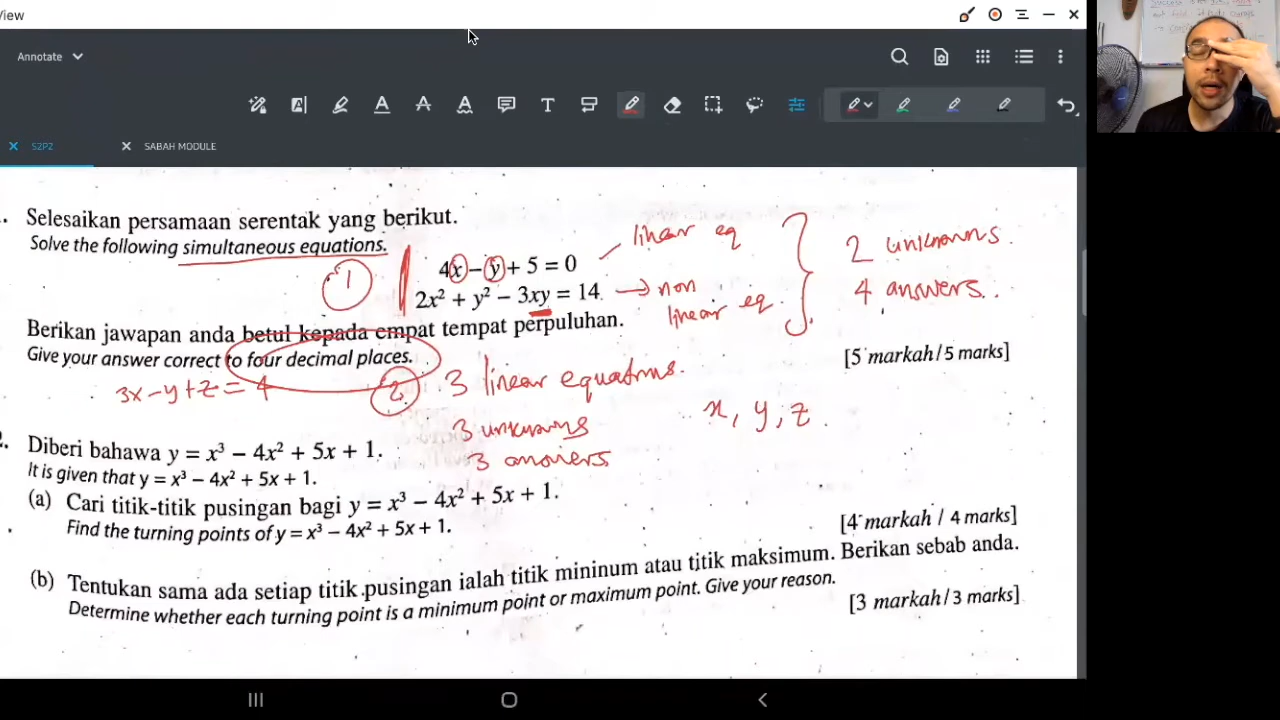 View
Annotate
S2P2
SABAH MODULE
. Selesaikan persamaan serentak yang berikut.
Solve the following simultaneous equations.
1
4x − y + 5 = 0
linear eq
2x² + y² − 3xy = 14
non
linear eq.
2 unknowns.
4 answers..
Berikan jawapan anda betul kepada empat tempat perpuluhan.
Give your answer correct to four decimal places.
[5 markah/5 marks]
3x − y + z = 4
2
3 linear equations.
3 unknowns
3 answers
x, y, z.
. Diberi bahawa y = x³ − 4x² + 5x + 1.
It is given that y = x³ − 4x² + 5x + 1.
(a) Cari titik-titik pusingan bagi y = x³ − 4x² + 5x + 1.
Find the turning points of y = x³ − 4x² + 5x + 1.
[4 markah / 4 marks]
(b) Tentukan sama ada setiap titik pusingan ialah titik mininum atau titik maksimum. Berikan sebab anda.
Determine whether each turning point is a minimum point or maximum point. Give your reason.
[3 markah/3 marks]